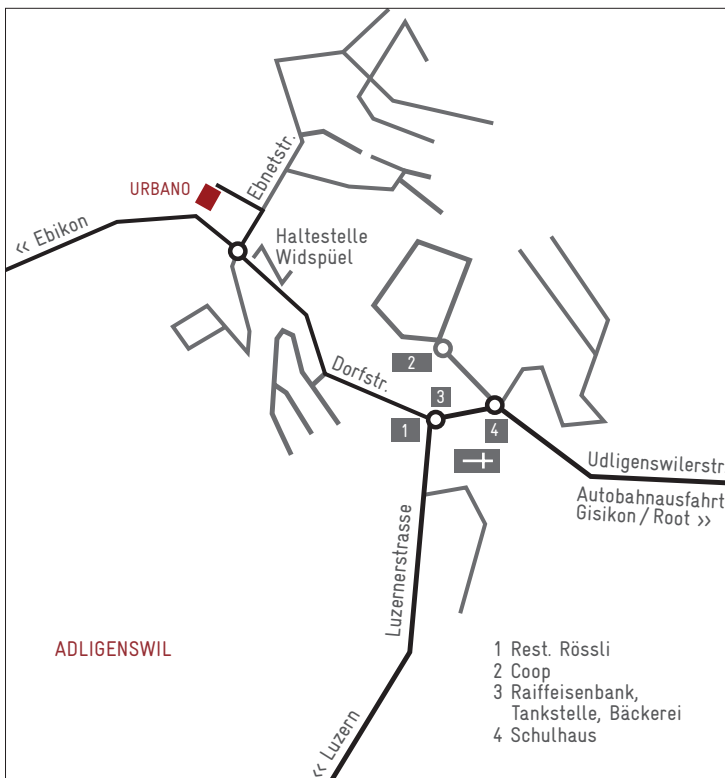 Ebnetstr.
URBANO
<< Ebikon
Haltestelle
Widspüel
Dorfstr.
2
3
1
4
Udligenswilerstr
Autobahnausfahrt
Gisikon / Root >>
Luzernerstrasse
ADLIGENSWIL
<< Luzern
1 Rest. Rössli
2 Coop
3 Raiffeisenbank,
Tankstelle, Bäckerei
4 Schulhaus